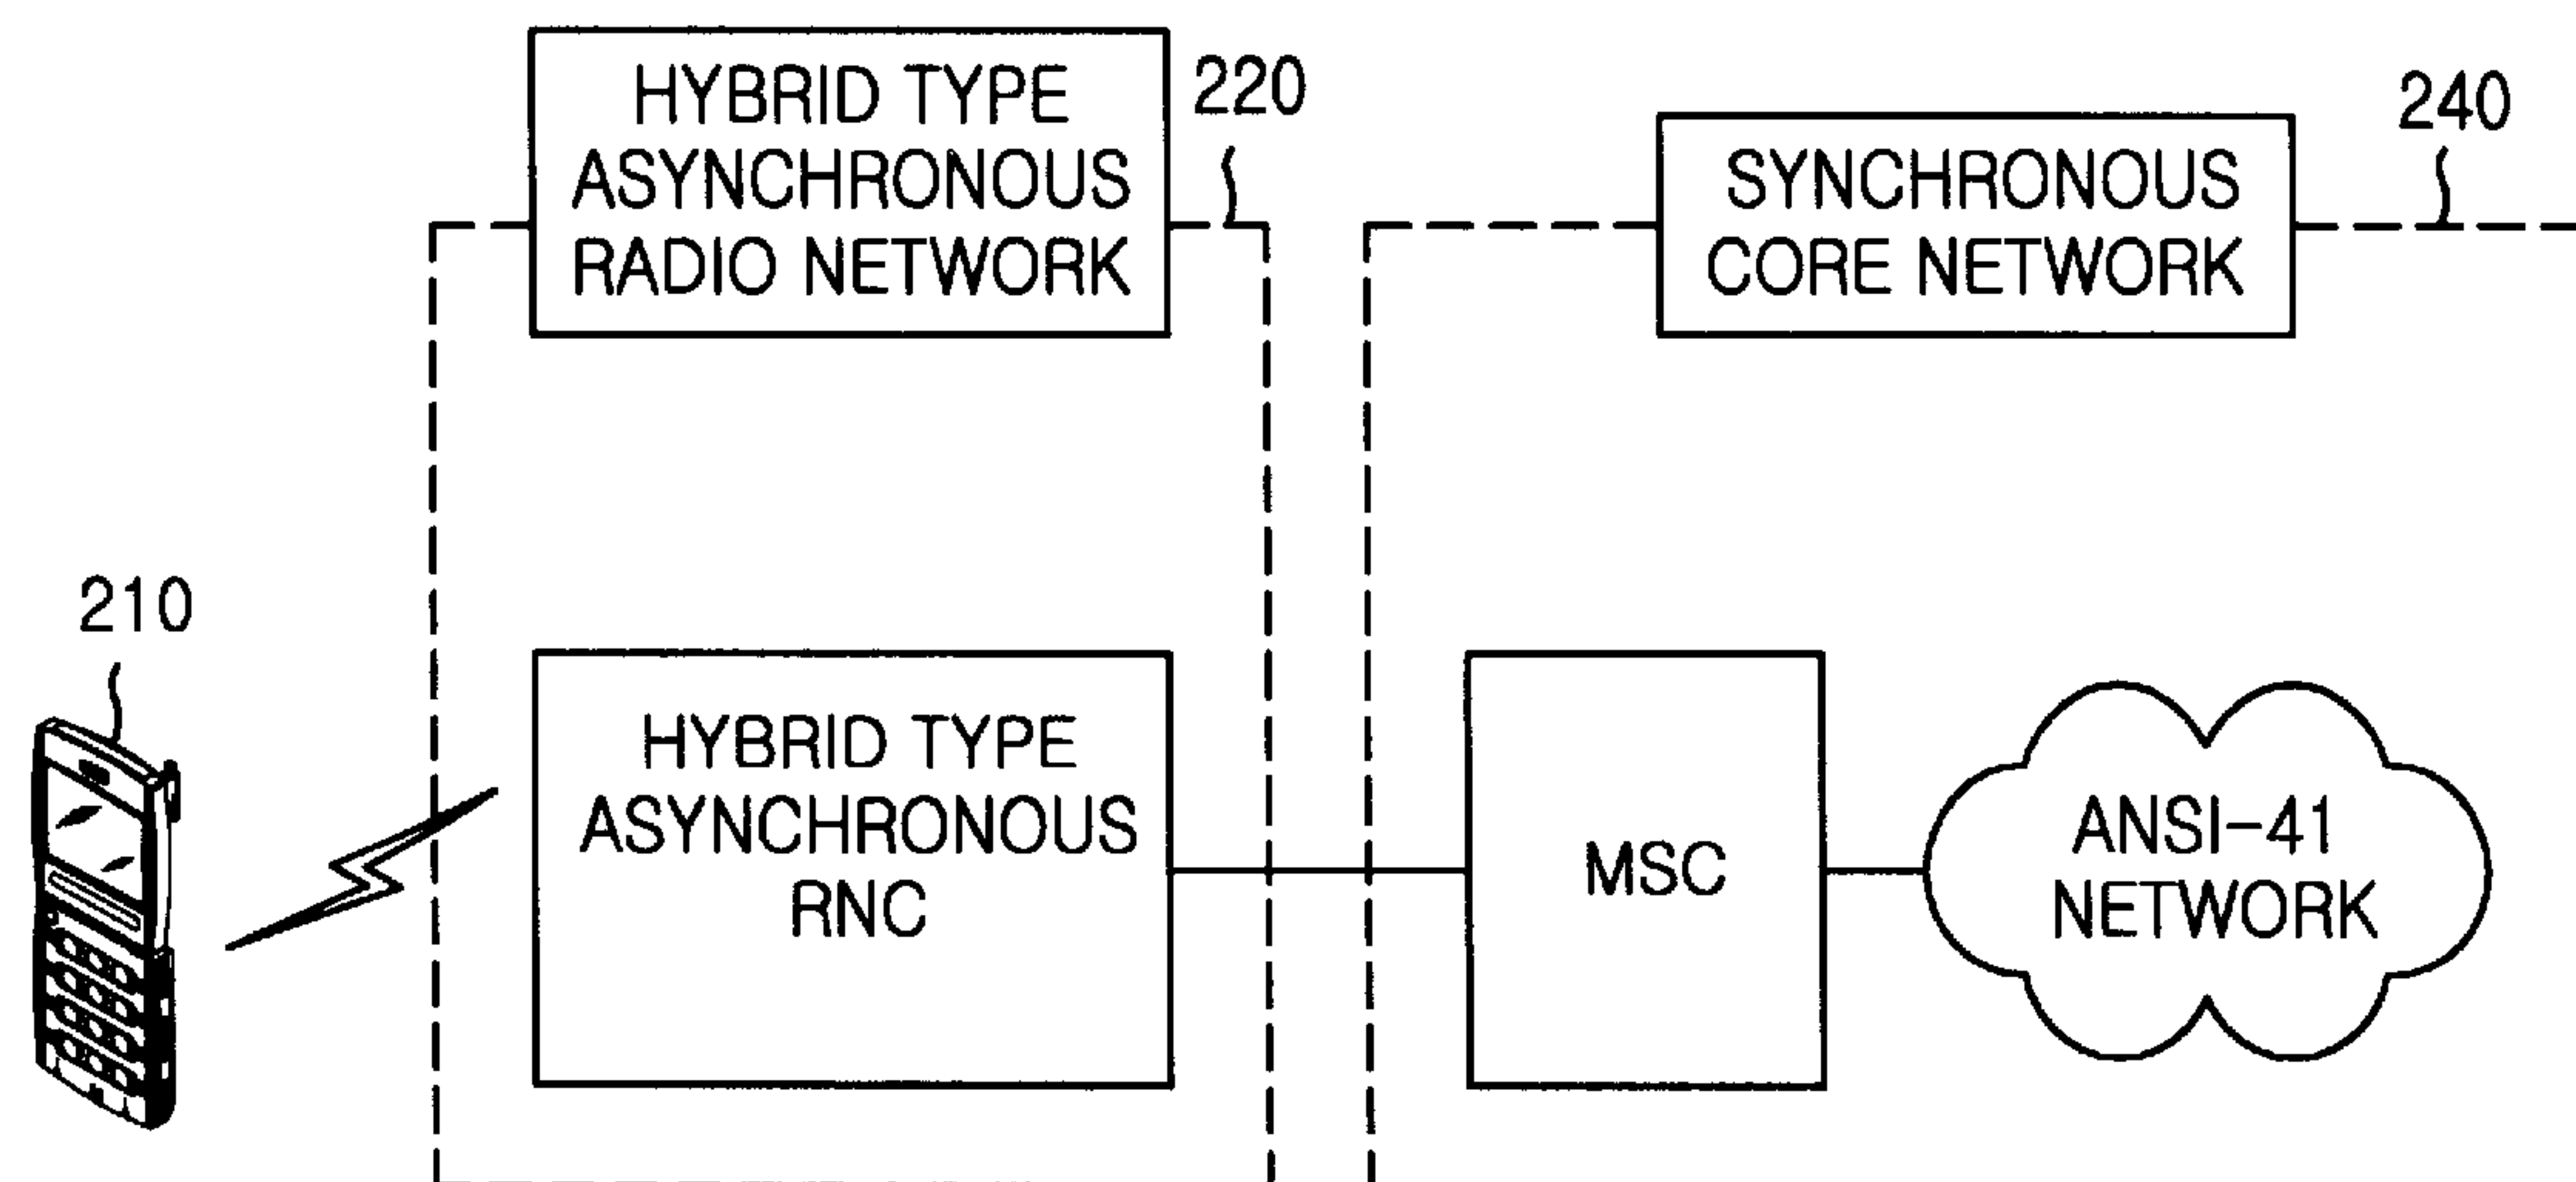 HYBRID TYPE
ASYNCHRONOUS
RADIO NETWORK
220
SYNCHRONOUS
CORE NETWORK
240
210
HYBRID TYPE
ASYNCHRONOUS
RNC
MSC
ANSI-41
NETWORK